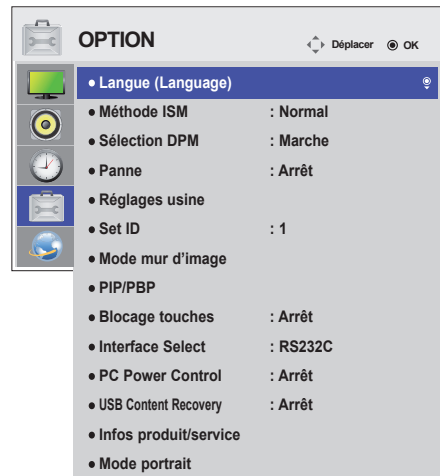 OPTION
Déplacer OK
• Langue (Language)
• Méthode ISM : Normal
• Sélection DPM : Marche
• Panne : Arrêt
• Réglages usine
• Set ID : 1
• Mode mur d’image
• PIP/PBP
• Blocage touches : Arrêt
• Interface Select : RS232C
• PC Power Control : Arrêt
• USB Content Recovery : Arrêt
• Infos produit/service
• Mode portrait